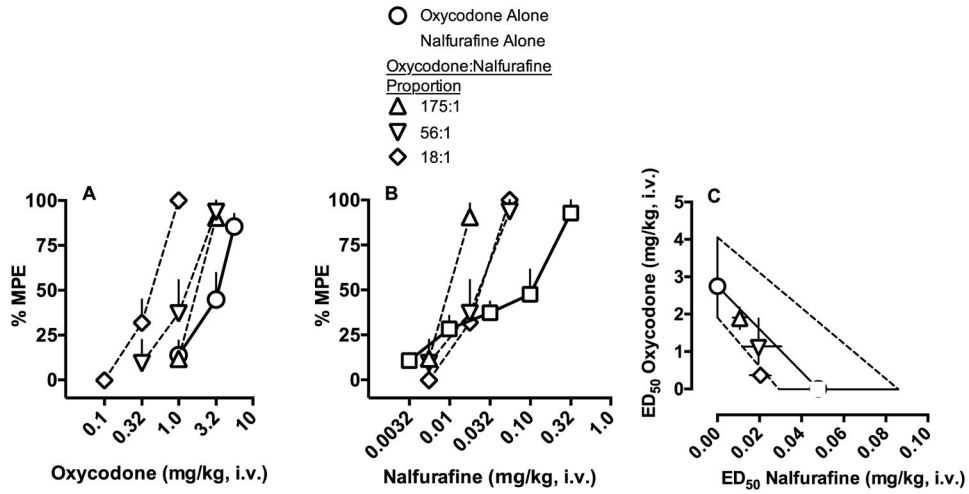 Oxycodone Alone
Nalfurafine Alone
Oxycodone:Nalfurafine
Proportion
175:1
56:1
18:1
A
100
75
50
25
0
% MPE
0.1
0.32
1.0
3.2
10
Oxycodone (mg/kg, i.v.)
B
100
75
50
25
0
% MPE
0.0032
0.01
0.032
0.10
0.32
1.0
Nalfurafine (mg/kg, i.v.)
C
5
4
3
2
1
0
ED50 Oxycodone (mg/kg, i.v.)
0.00
0.02
0.04
0.06
0.08
0.10
ED50 Nalfurafine (mg/kg, i.v.)